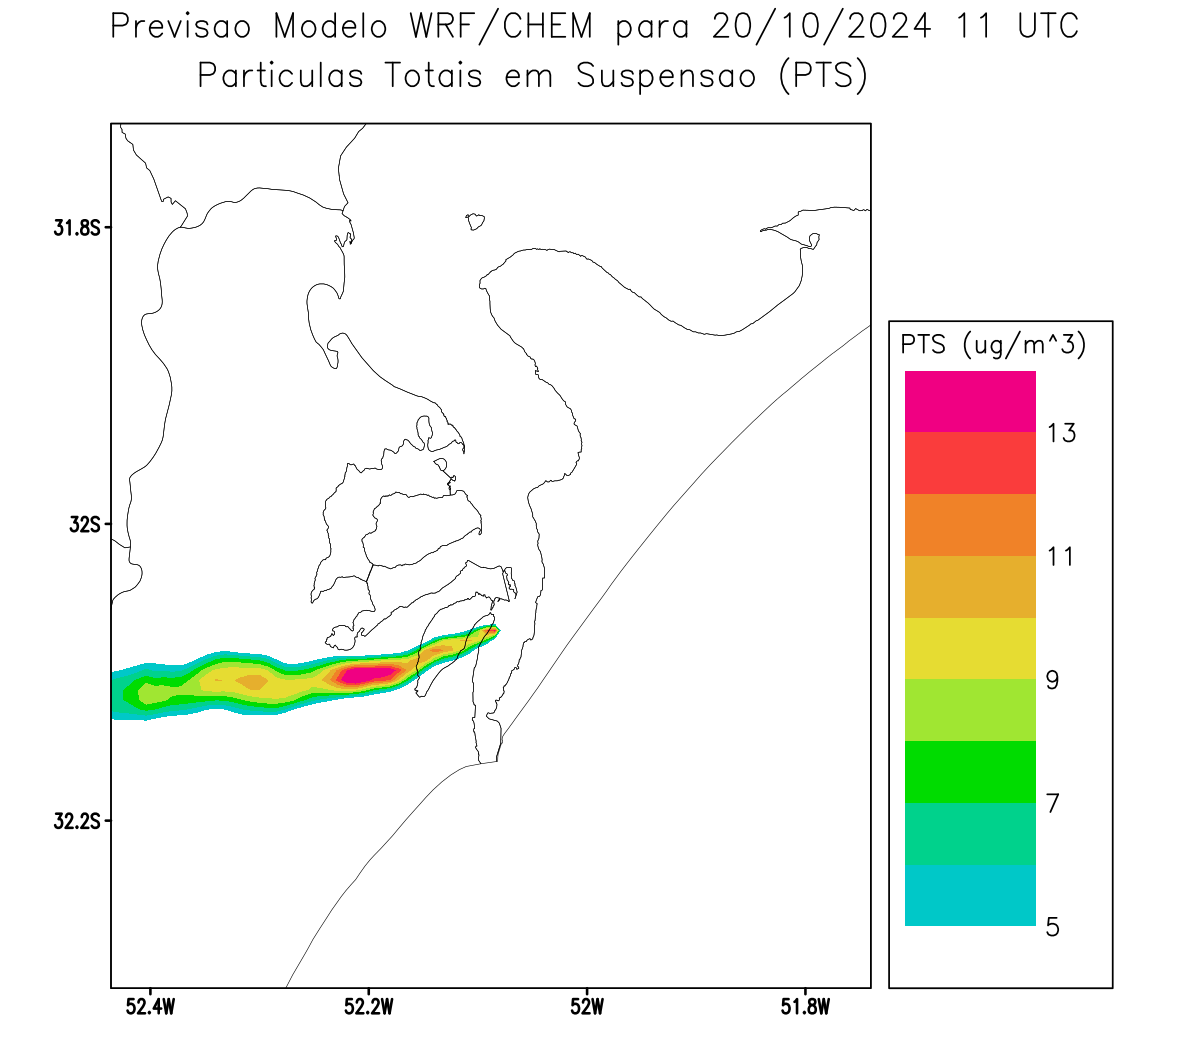 Previsao Modelo WRF/CHEM para 20/10/2024 11 UTC
Particulas Totais em Suspensao (PTS)
31.8S
32S
32.2S
52.4W 52.2W 52W 51.8W
PTS (ug/m^3)
13
11
9
7
5